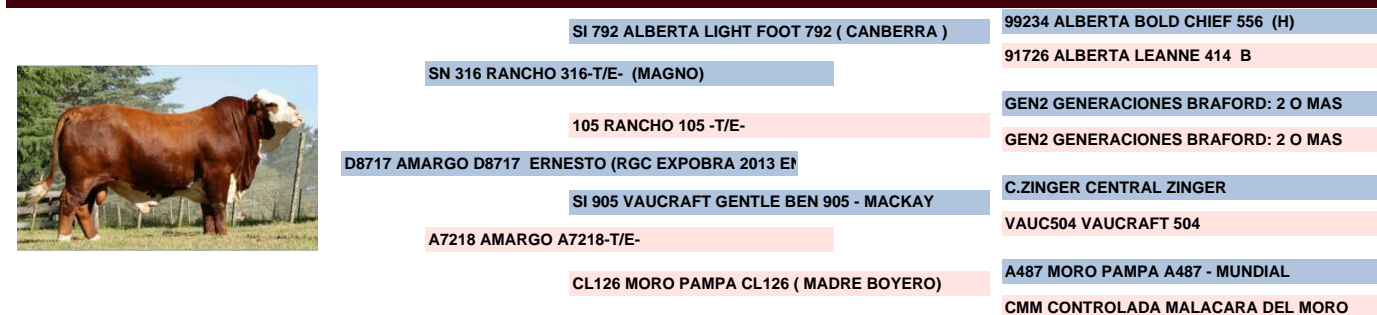 99234 ALBERTA BOLD CHIEF 556 (H)
SI 792 ALBERTA LIGHT FOOT 792 ( CANBERRA )
91726 ALBERTA LEANNE 414 B
SN 316 RANCHO 316-T/E- (MAGNO)
GEN2 GENERACIONES BRAFORD: 2 O MAS
105 RANCHO 105 -T/E-
GEN2 GENERACIONES BRAFORD: 2 O MAS
D8717 AMARGO D8717 ERNESTO (RGC EXPOBRA 2013 EN
C.ZINGER CENTRAL ZINGER
SI 905 VAUCRAFT GENTLE BEN 905 - MACKAY
VAUC504 VAUCRAFT 504
A7218 AMARGO A7218-T/E-
A487 MORO PAMPA A487 - MUNDIAL
CL126 MORO PAMPA CL126 ( MADRE BOYERO)
CMM CONTROLADA MALACARA DEL MORO